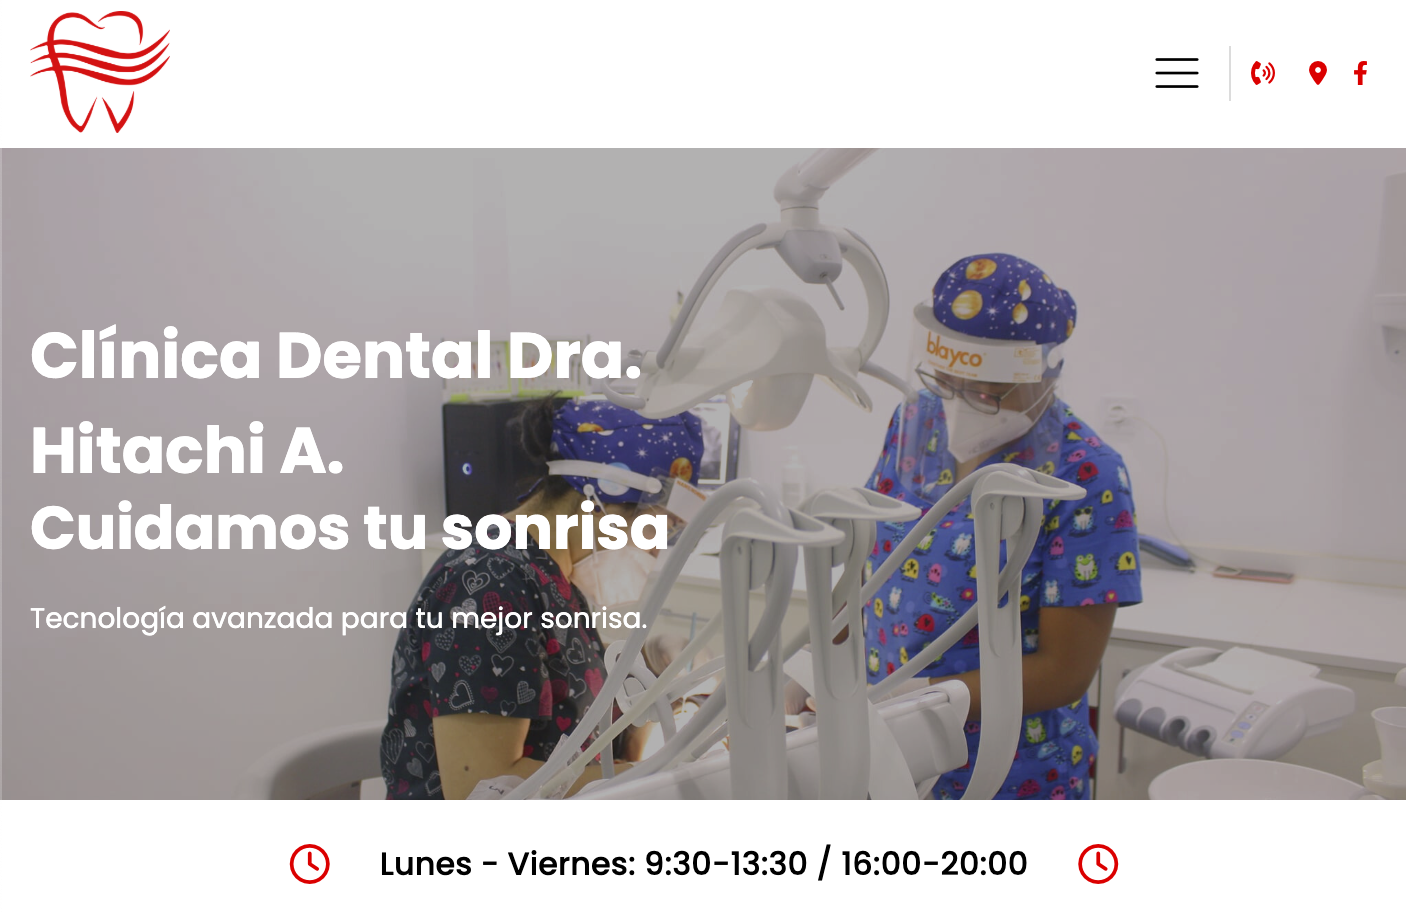 Clínica Dental Dra.
Hitachi A.
Cuidamos tu sonrisa
Tecnología avanzada para tu mejor sonrisa.
blayco
Lunes - Viernes: 9:30-13:30 / 16:00-20:00